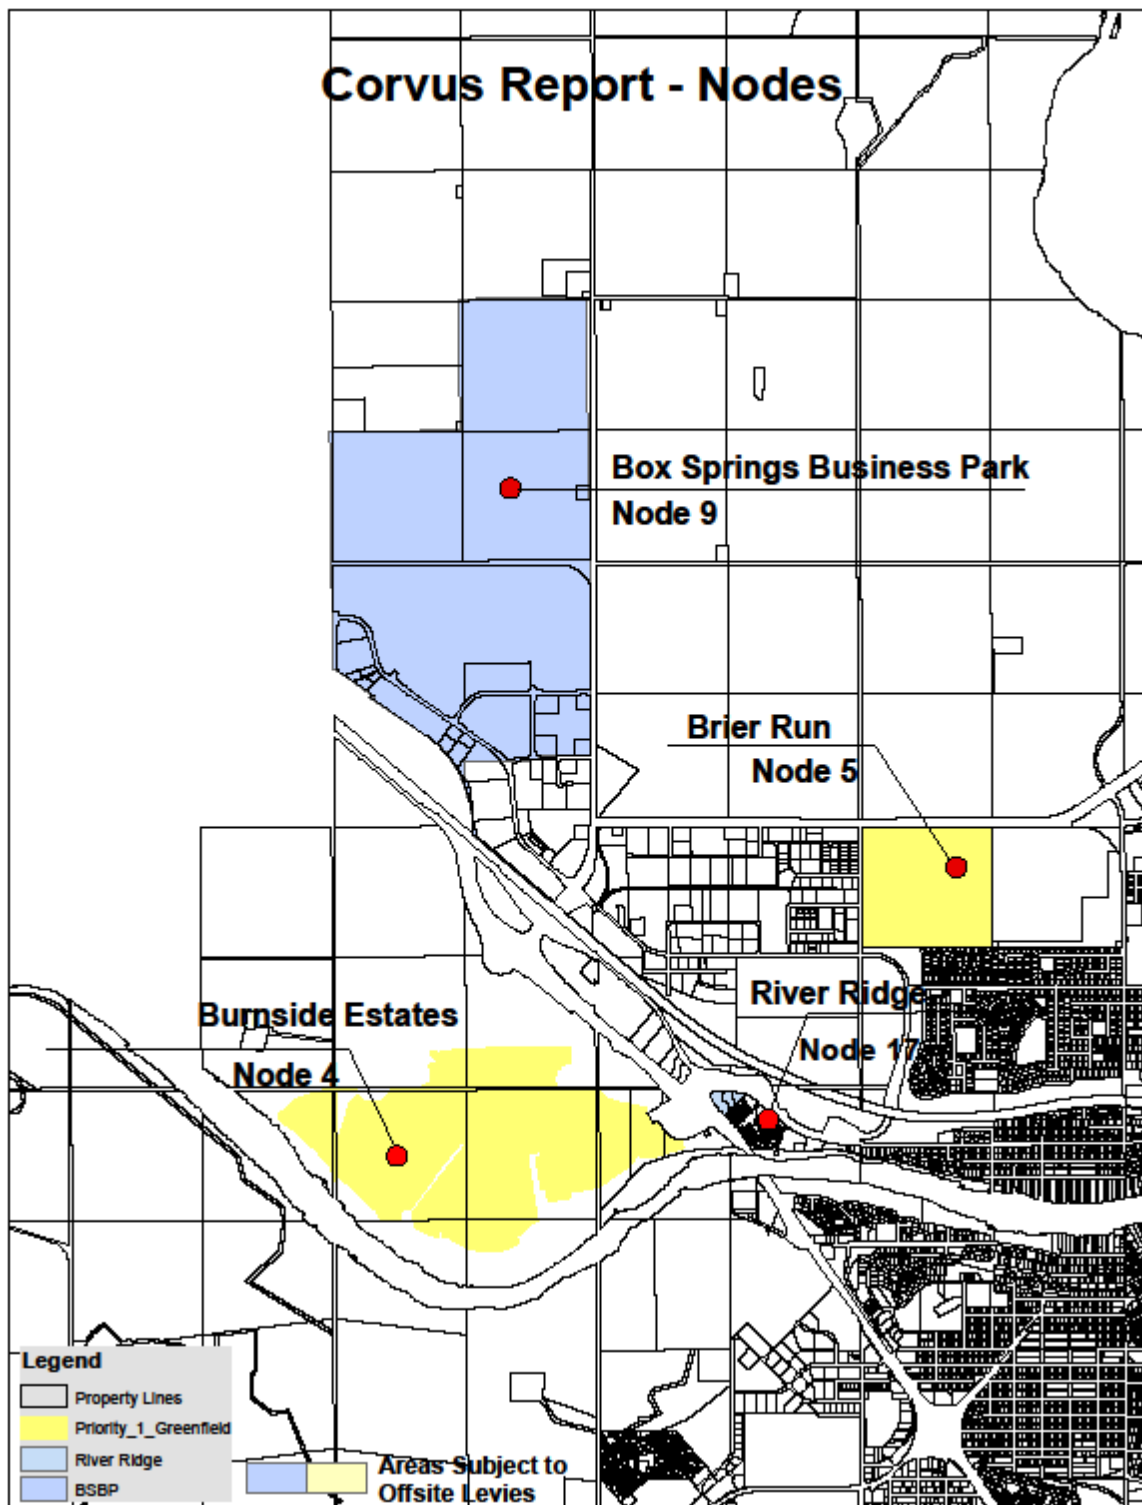 Corvus Report - Nodes
Box Springs Business Park
Node 9
Brier Run
Node 5
River Ridge
Node 17
Burnside Estates
Node 4
Legend
Property Lines
Priority_1_Greenfield
River Ridge
BSBP
Areas Subject to
Offsite Levies